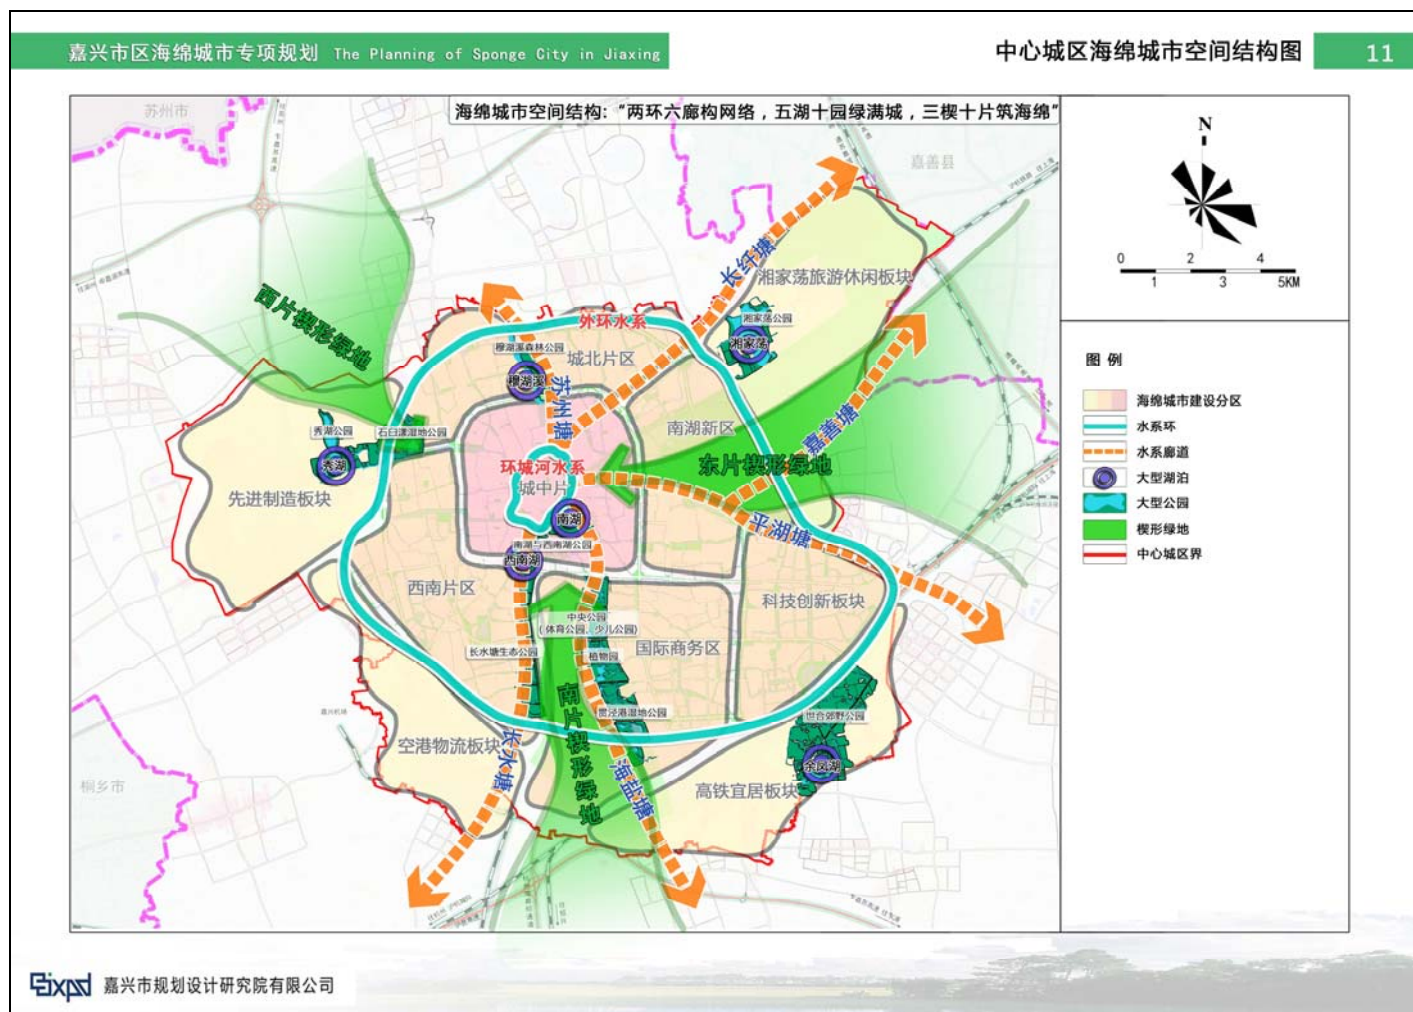 嘉兴市区海绵城市专项规划 The Planning of Sponge City in Jiaxing
中心城区海绵城市空间结构图
11
海绵城市空间结构:“两环六廊构网络，五湖十园绿满城，三楔十片筑海绵”
苏州市
嘉善县
N
0 2 4
1 3 5KM
长纤塘
湘家荡旅游休闲板块
西片楔形绿地
外环水系
湘家荡公园
湘家荡
穆湖溪森林公园
城北片区
穆湖溪
苏州塘
南湖新区
嘉善塘
秀湖公园
石臼漾湿地公园
秀湖
环城河水系
东片楔形绿地
城中片
先进制造板块
南湖
平湖塘
南湖与西南湖公园
西南湖
西南片区
科技创新板块
中央公园
(体育公园、少儿公园)
长水塘生态公园
植物园
国际商务区
南片楔形绿地
贯泾港湿地公园
世合郊野公园
嘉兴机场
空港物流板块
长水塘
海盐塘
高铁宜居板块
桐乡市
图 例
海绵城市建设分区
水系环
水系廊道
大型湖泊
大型公园
楔形绿地
中心城区界
嘉兴市规划设计研究院有限公司